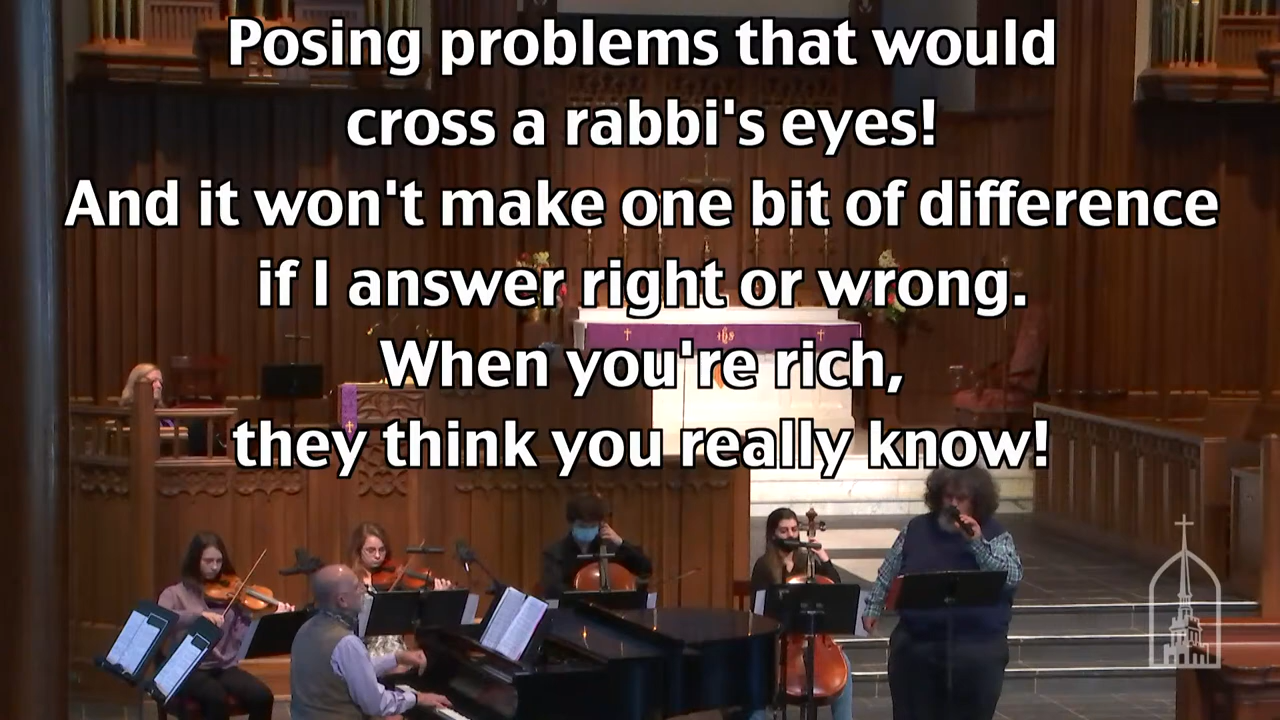 Posing problems that would
cross a rabbi's eyes!
And it won't make one bit of difference
if I answer right or wrong.
When you're rich,
they think you really know!
IHS